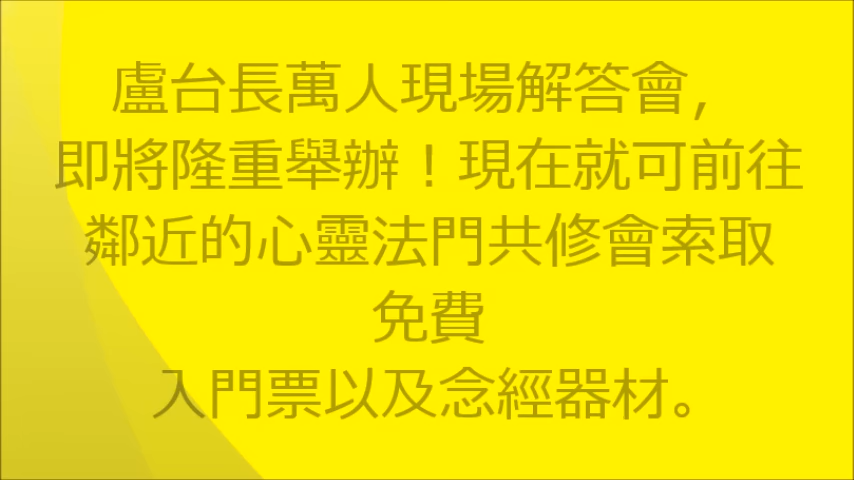 盧台長萬人現場解答會，
即將隆重舉辦！現在就可前往
鄰近的心靈法門共修會索取
免費
入門票以及念經器材。